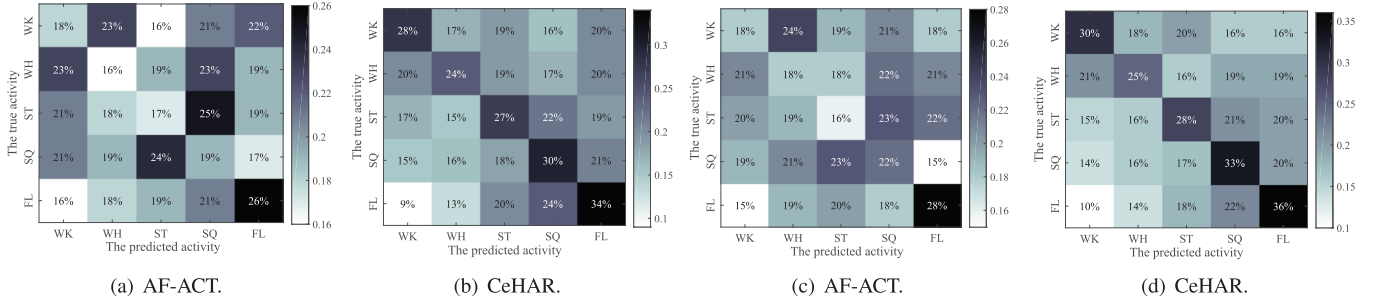 The true activity
WK 18% 23% 16% 21% 22%
WH 23% 16% 19% 23% 19%
ST 21% 18% 17% 25% 19%
SQ 21% 19% 24% 19% 17%
FL 16% 18% 19% 21% 26%
WK WH ST SQ FL
The predicted activity
0.26
0.24
0.22
0.2
0.18
0.16
(a) AF-ACT.
The true activity
WK 28% 17% 19% 16% 20%
WH 20% 24% 19% 17% 20%
ST 17% 15% 27% 22% 19%
SQ 15% 16% 18% 30% 21%
FL 9% 13% 20% 24% 34%
WK WH ST SQ FL
The predicted activity
0.3
0.25
0.2
0.15
0.1
(b) CeHAR.
The true activity
WK 18% 24% 19% 21% 18%
WH 21% 18% 18% 22% 21%
ST 20% 19% 16% 23% 22%
SQ 19% 21% 23% 22% 15%
FL 15% 19% 20% 18% 28%
WK WH ST SQ FL
The predicted activity
0.28
0.26
0.24
0.22
0.20
0.18
0.16
(c) AF-ACT.
The true activity
WK 30% 18% 20% 16% 16%
WH 21% 25% 16% 19% 19%
ST 15% 16% 28% 21% 20%
SQ 14% 16% 17% 33% 20%
FL 10% 14% 18% 22% 36%
WK WH ST SQ FL
The predicted activity
0.35
0.3
0.25
0.2
0.15
0.1
(d) CeHAR.